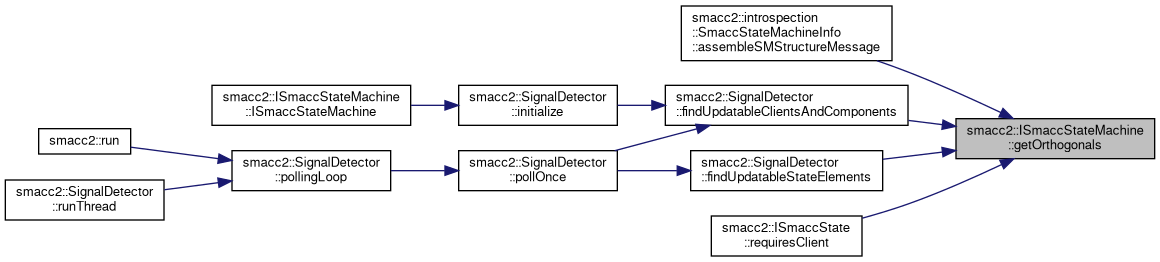 smacc2::introspection
::SmaccStateMachineInfo
::assembleSMStructureMessage
smacc2::ISmaccStateMachine
::ISmaccStateMachine
smacc2::SignalDetector
::initialize
smacc2::SignalDetector
::findUpdatableClientsAndComponents
smacc2::ISmaccStateMachine
::getOrthogonals
smacc2::run
smacc2::SignalDetector
::pollingLoop
smacc2::SignalDetector
::pollOnce
smacc2::SignalDetector
::findUpdatableStateElements
smacc2::SignalDetector
::runThread
smacc2::ISmaccState
::requiresClient